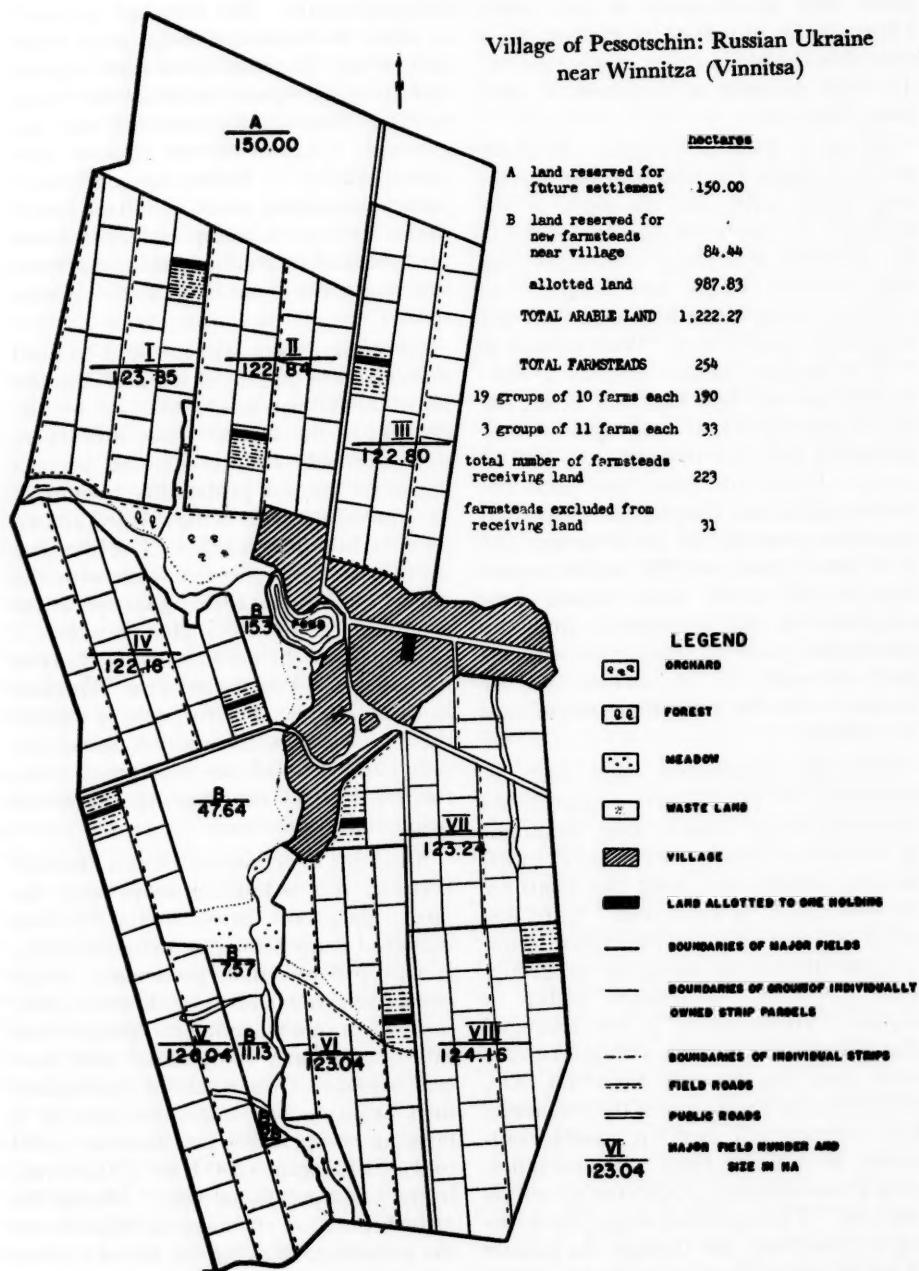 Village of Pessotschin: Russian Ukraine
near Winnitza (Vinnitsa)
hectares
A land reserved for
future settlement 150.00
B land reserved for
new farmsteads
near village 84.44
allotted land 987.83
TOTAL ARABLE LAND 1,222.27
TOTAL FARMSTEADS 254
19 groups of 10 farms each 190
3 groups of 11 farms each 33
total number of farmsteads
receiving land 223
farmsteads excluded from
receiving land 31
A
150.00
I
123.85
II
122.84
III
122.80
B
15.3
POND
IV
122.16
B
47.64
VII
123.24
B
7.57
V
B
11.13
VI
123.04
VIII
124.16
B
LEGEND
ORCHARD
FOREST
MEADOW
WASTE LAND
VILLAGE
LAND ALLOTTED TO ONE HOLDING
BOUNDARIES OF MAJOR FIELDS
BOUNDARIES OF GROUP OF INDIVIDUALLY
OWNED STRIP PARCELS
BOUNDARIES OF INDIVIDUAL STRIPS
FIELD ROADS
PUBLIC ROADS
VI MAJOR FIELD NUMBER AND
123.04 SIZE IN HA